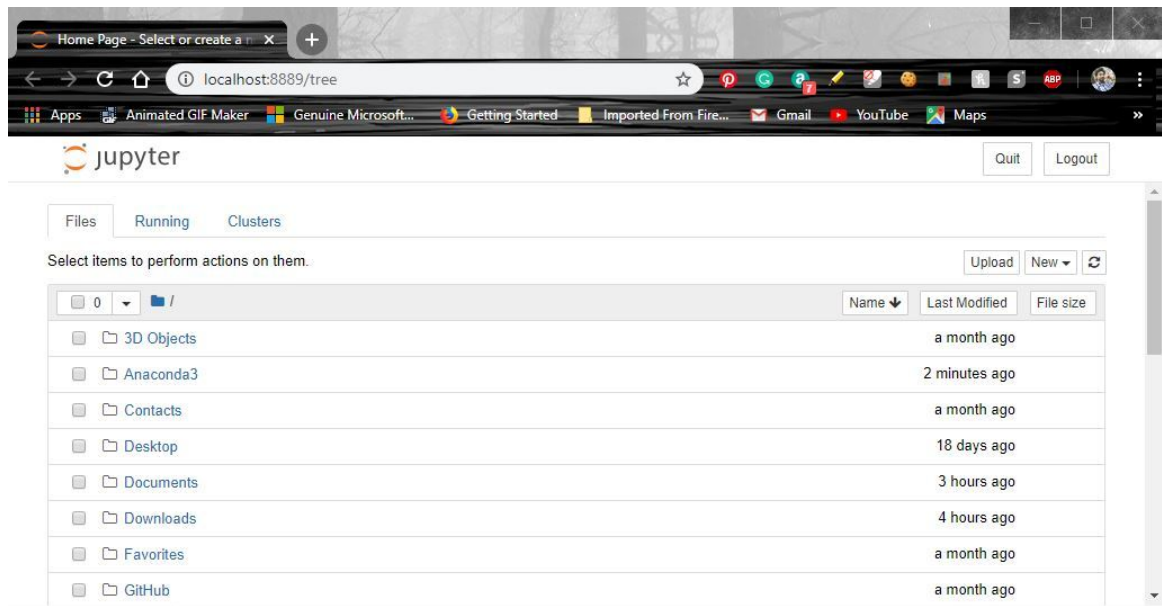 Home Page - Select or create a n
localhost:8889/tree
7
ABP
Apps Animated GIF Maker Genuine Microsoft... Getting Started Imported From Fire... Gmail YouTube Maps »
jupyter Quit Logout
Files Running Clusters
Select items to perform actions on them. Upload New
0 / Name Last Modified File size
3D Objects a month ago
Anaconda3 2 minutes ago
Contacts a month ago
Desktop 18 days ago
Documents 3 hours ago
Downloads 4 hours ago
Favorites a month ago
GitHub a month ago